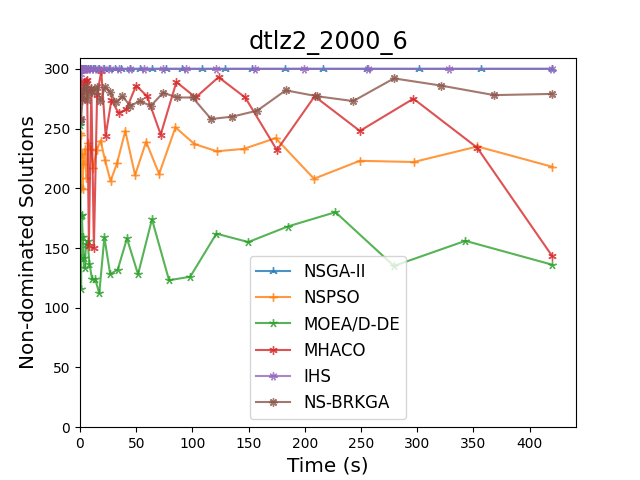 dtlz2_2000_6
Non-dominated Solutions
300
250
200
150
100
50
0
NSGA-II
NSPSO
MOEA/D-DE
MHACO
IHS
NS-BRKGA
0 50 100 150 200 250 300 350 400
Time (s)